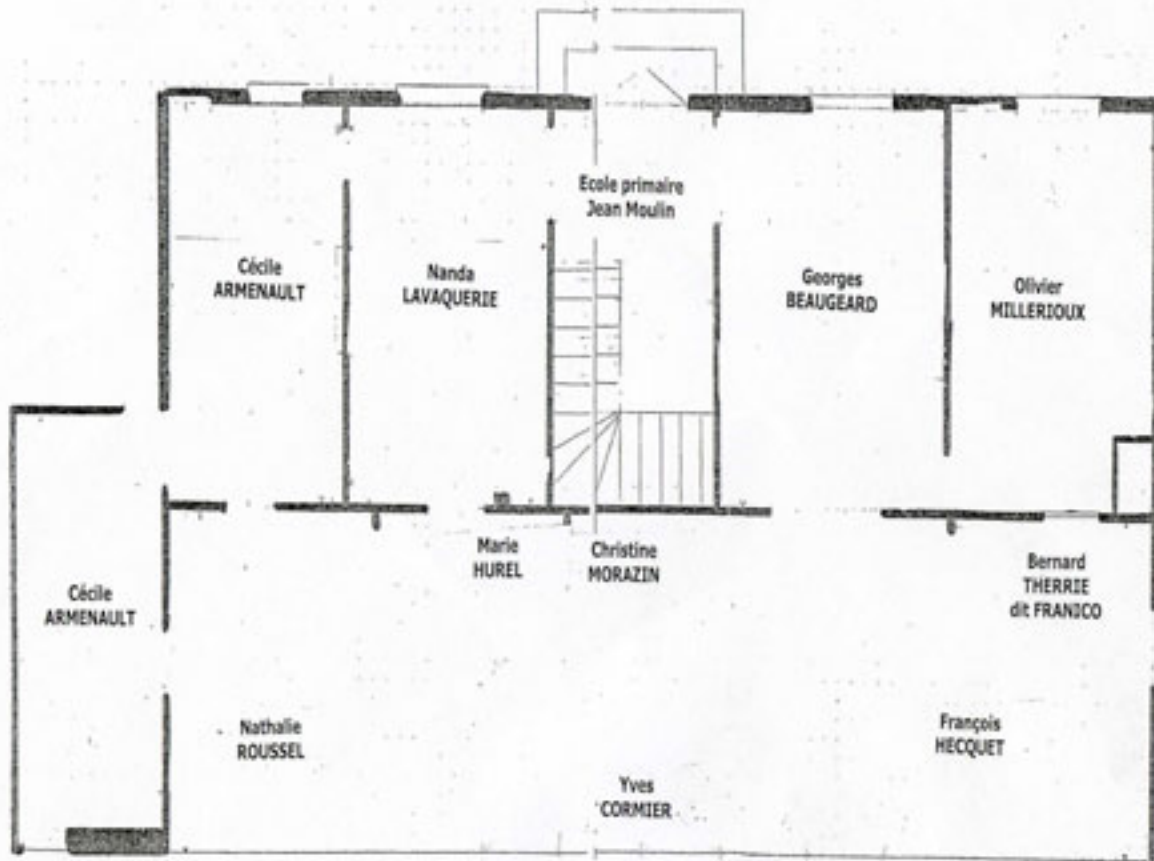 Ecole primaire
Jean Moulin
Cécile
ARMENAULT
Nanda
LAVAQUERIE
Georges
BEAUGEARD
Olivier
MILLERIOUX
Marie
HUREL
Christine
MORAZIN
Bernard
THERRIE
dit FRANICO
Cécile
ARMENAULT
Nathalie
ROUSSEL
François
HECQUET
Yves
CORMIER